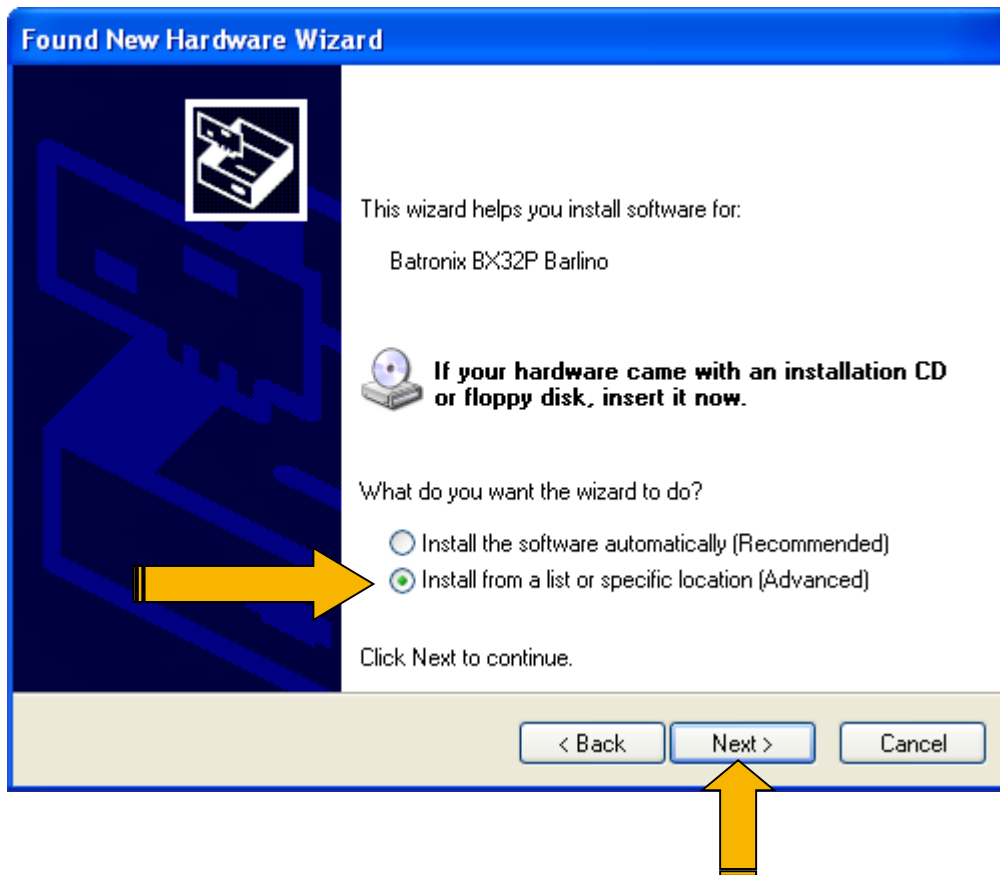 Found New Hardware Wizard
This wizard helps you install software for:
Batronix BX32P Barlino
If your hardware came with an installation CD
or floppy disk, insert it now.
What do you want the wizard to do?
Install the software automatically (Recommended)
Install from a list or specific location (Advanced)
Click Next to continue.
< Back
Next >
Cancel